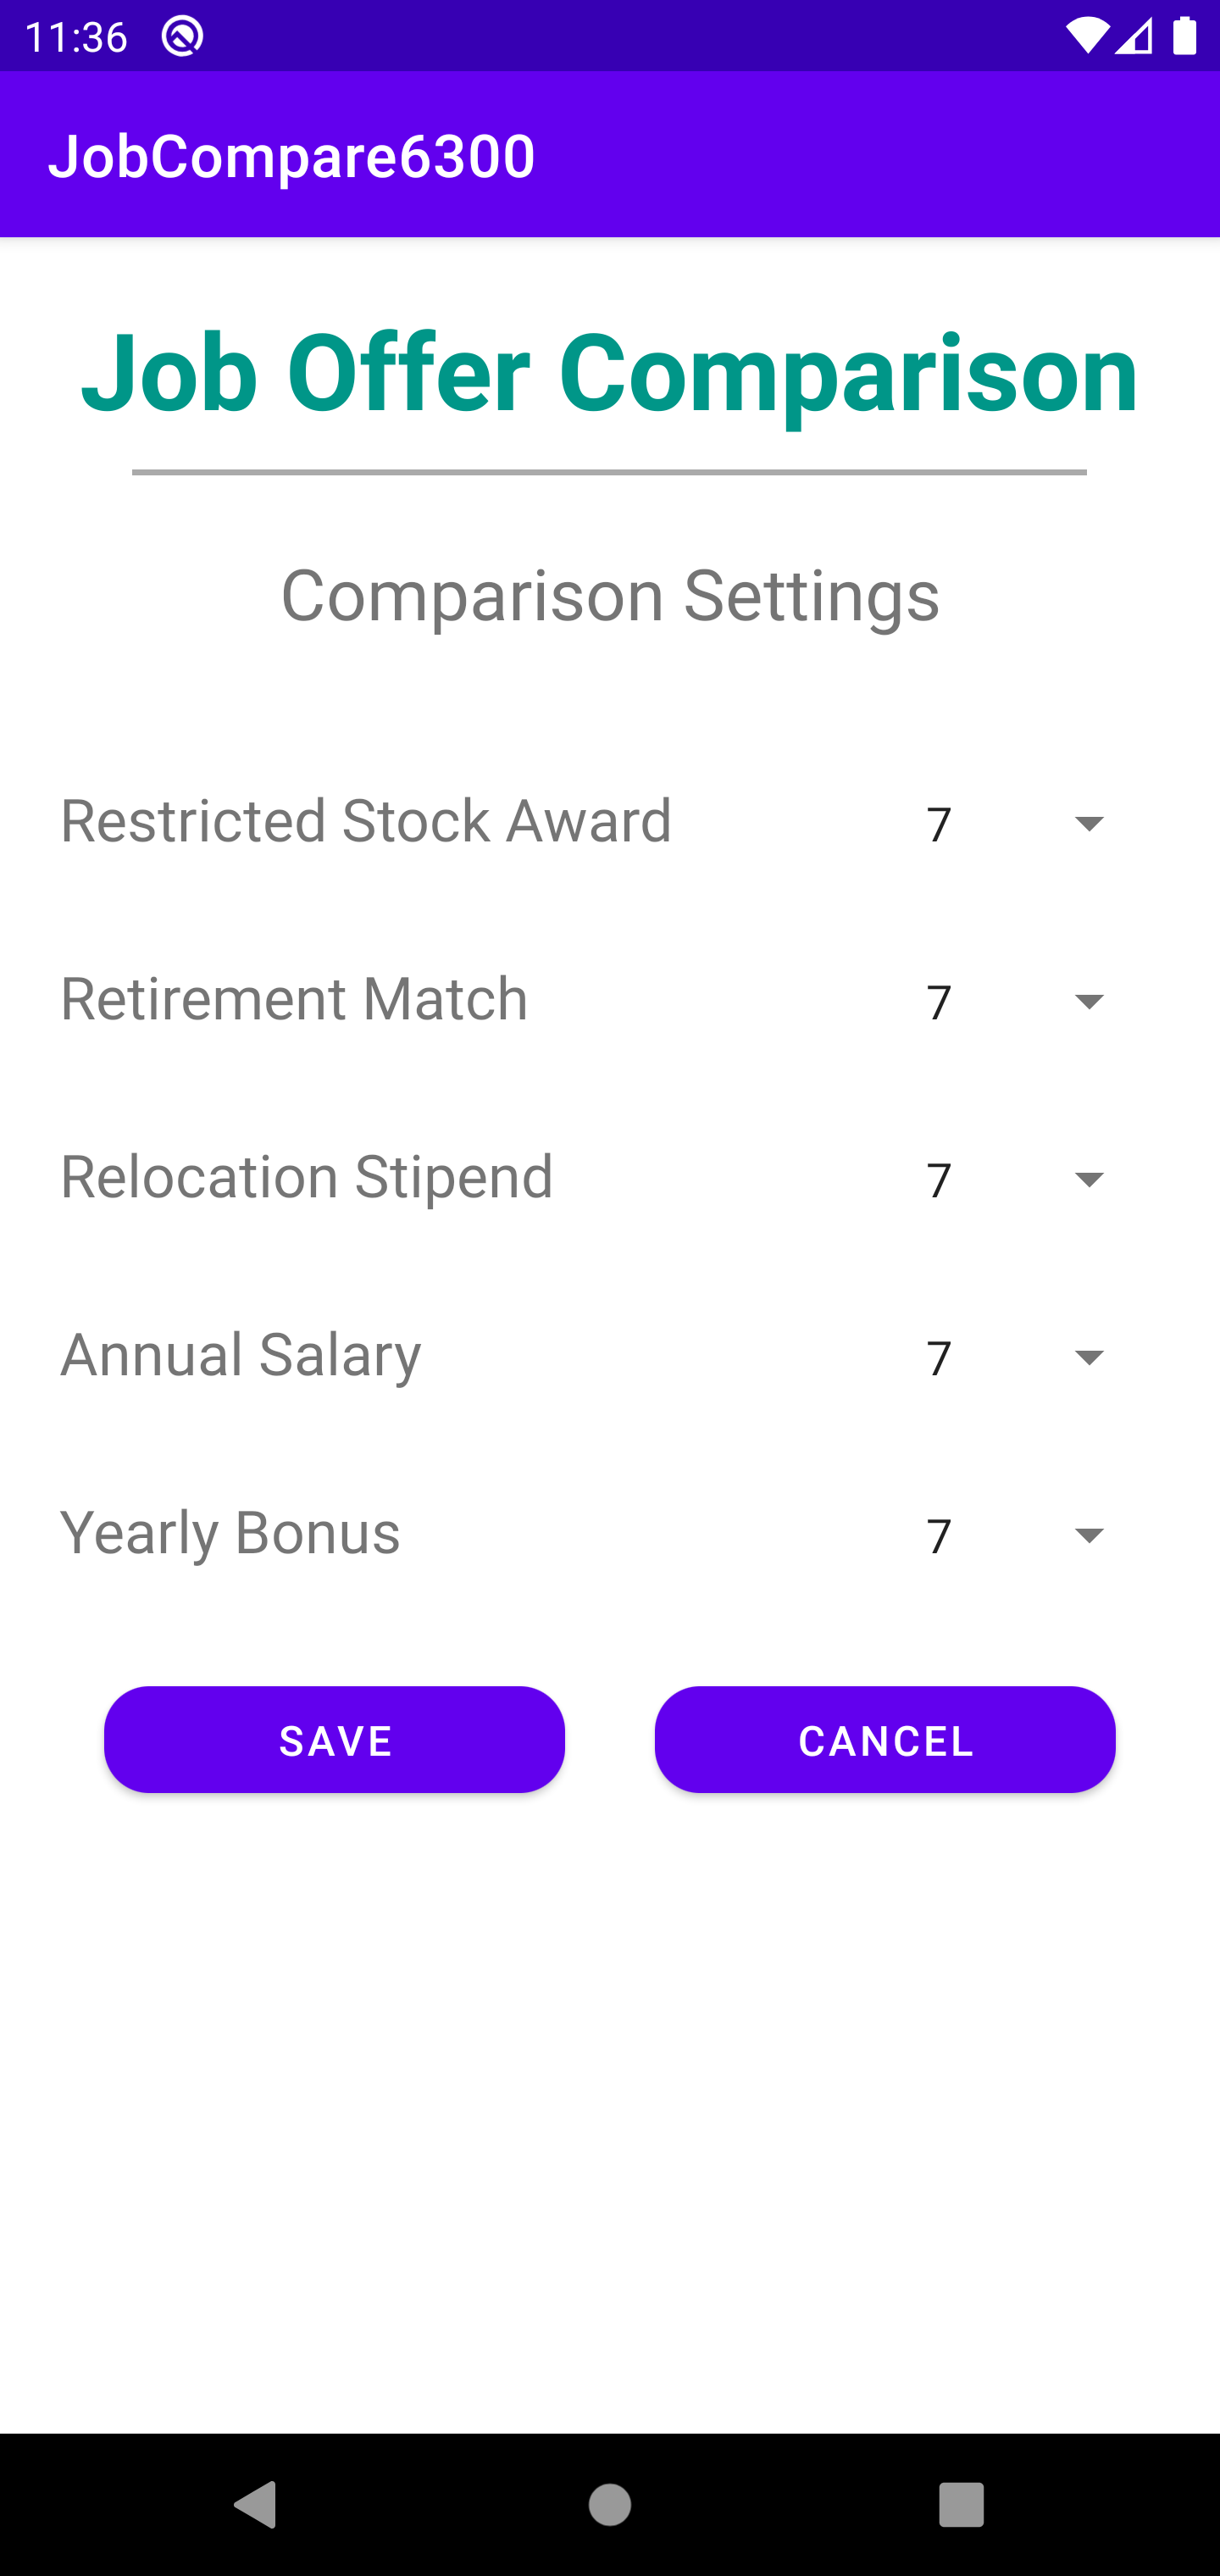 11:36
JobCompare6300
Job Offer Comparison
Comparison Settings
Restricted Stock Award 7
Retirement Match 7
Relocation Stipend 7
Annual Salary 7
Yearly Bonus 7
SAVE CANCEL